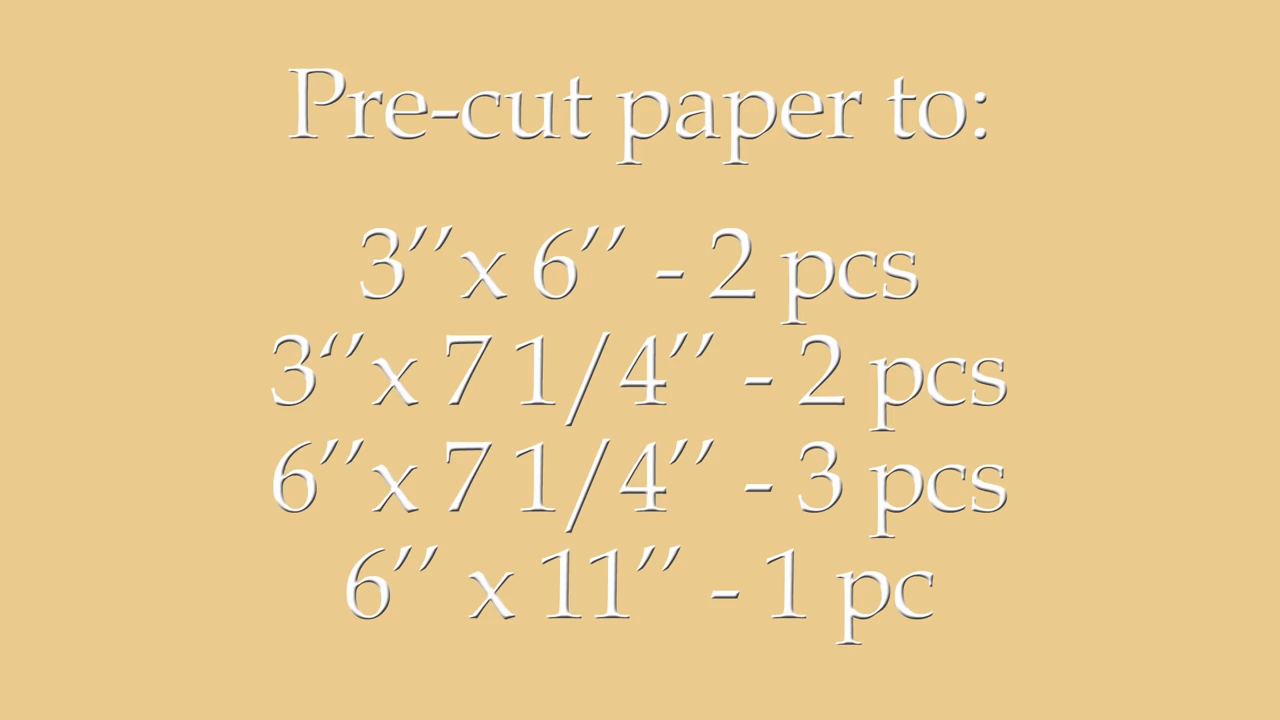 Pre-cut paper to:
3’’x 6’’ - 2 pcs
3‘’x 7 1/4’’ - 2 pcs
6’’x 7 1/4’’ - 3 pcs
6’’ x 11’’ - 1 pc